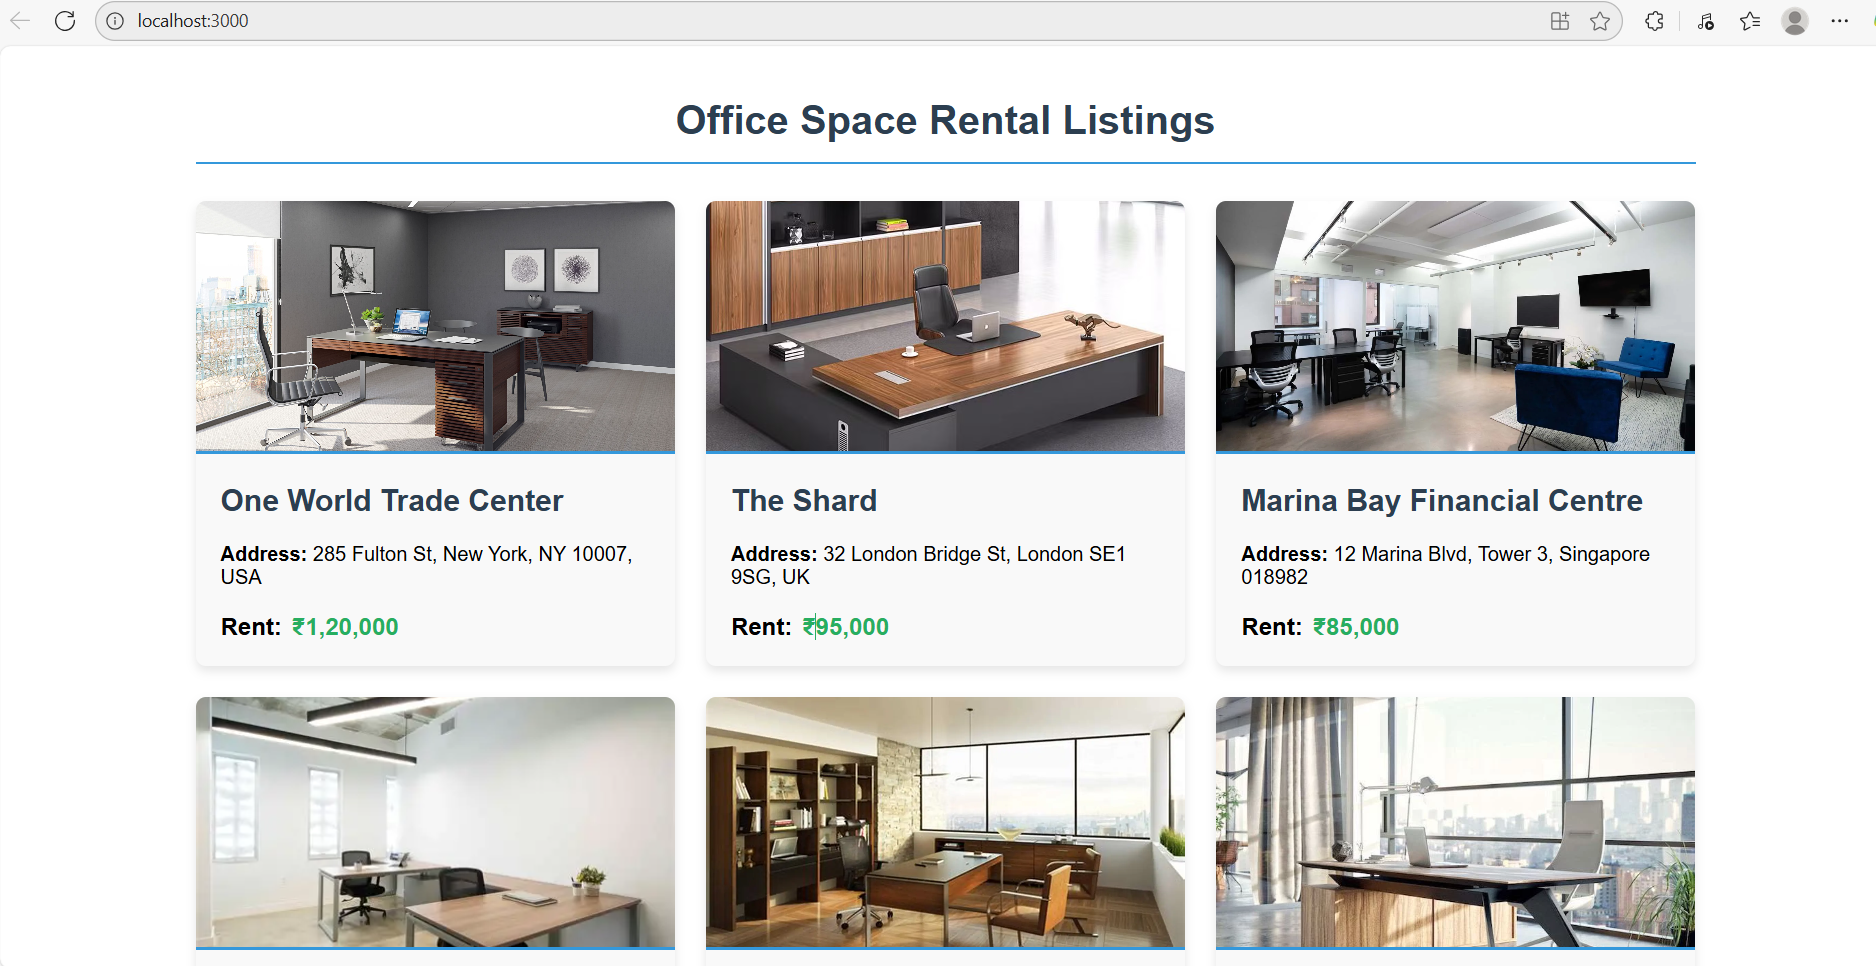 localhost:3000
Office Space Rental Listings
One World Trade Center
Address: 285 Fulton St, New York, NY 10007,
USA
Rent: ₹1,20,000
The Shard
Address: 32 London Bridge St, London SE1
9SG, UK
Rent: ₹95,000
Marina Bay Financial Centre
Address: 12 Marina Blvd, Tower 3, Singapore
018982
Rent: ₹85,000